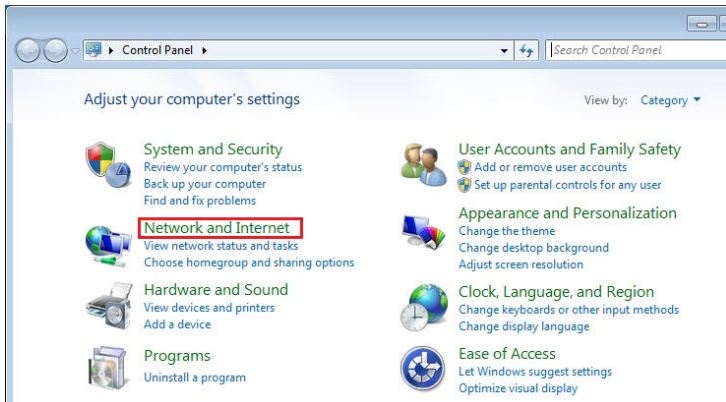 Control Panel
Search Control Panel
Adjust your computer's settings
View by: Category
System and Security
Review your computer's status
Back up your computer
Find and fix problems
Network and Internet
View network status and tasks
Choose homegroup and sharing options
Hardware and Sound
View devices and printers
Add a device
Programs
Uninstall a program
User Accounts and Family Safety
Add or remove user accounts
Set up parental controls for any user
Appearance and Personalization
Change the theme
Change desktop background
Adjust screen resolution
Clock, Language, and Region
Change keyboards or other input methods
Change display language
Ease of Access
Let Windows suggest settings
Optimize visual display